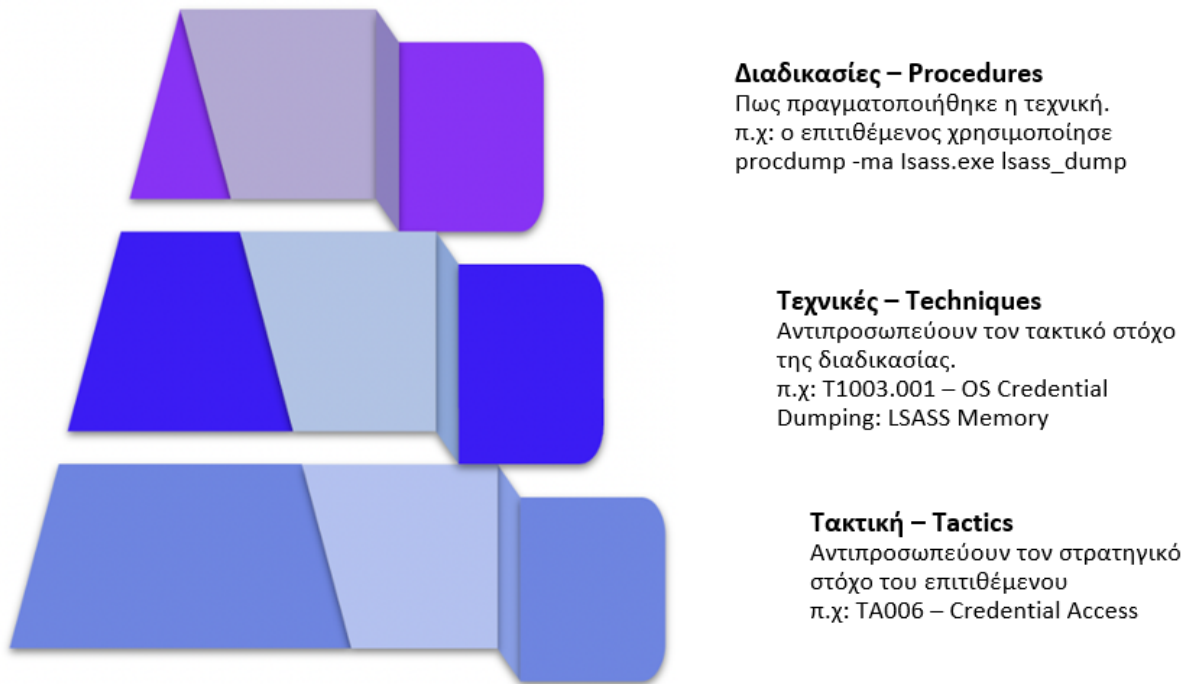 Διαδικασίες – Procedures
Πως πραγματοποιήθηκε η τεχνική.
π.χ: ο επιτιθέμενος χρησιμοποίησε
procdump -ma Isass.exe lsass_dump
Τεχνικές – Techniques
Αντιπροσωπεύουν τον τακτικό στόχο
της διαδικασίας.
π.χ: T1003.001 – OS Credential
Dumping: LSASS Memory
Τακτική – Tactics
Αντιπροσωπεύουν τον στρατηγικό
στόχο του επιτιθέμενου
π.χ: TA006 – Credential Access